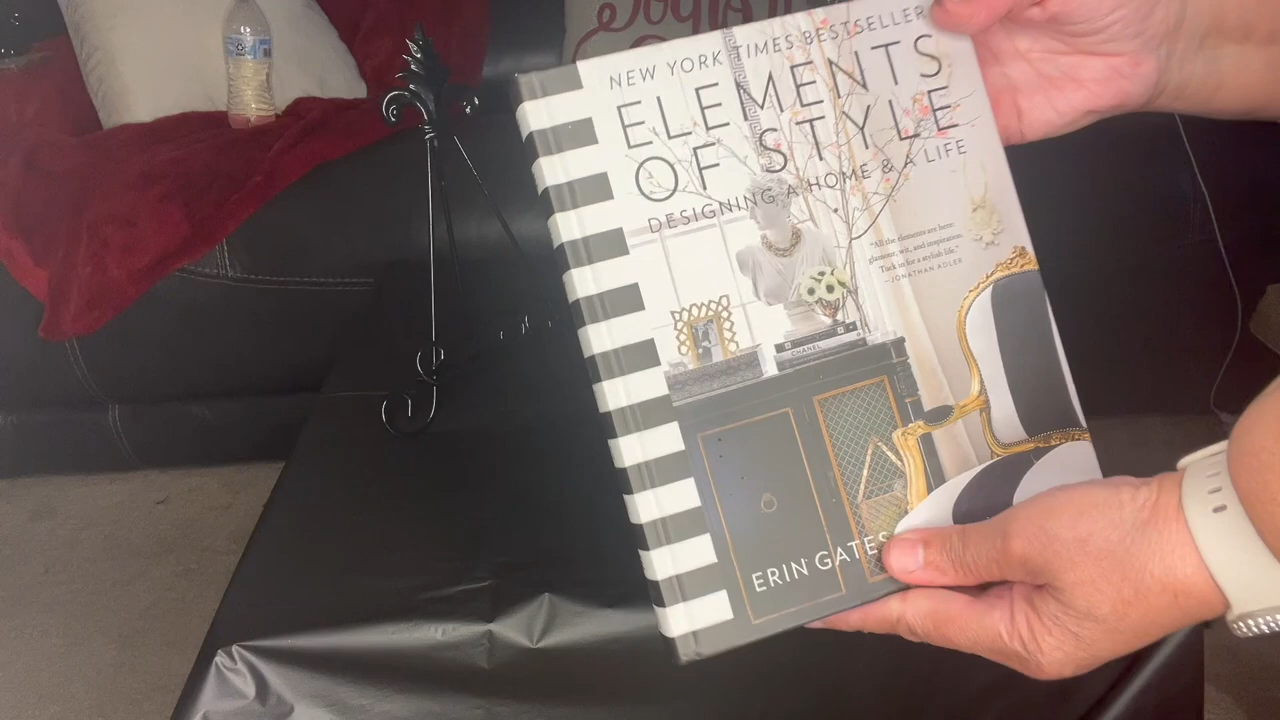 NEW YORK TIMES BESTSELLER
ELEMENTS
OF STYLE
DESIGNING A HOME & A LIFE
"All the elements are here:
glamour, wit, and inspiration.
Tuck in for a stylish life."
—JONATHAN ADLER
CHANEL
ERIN GATES